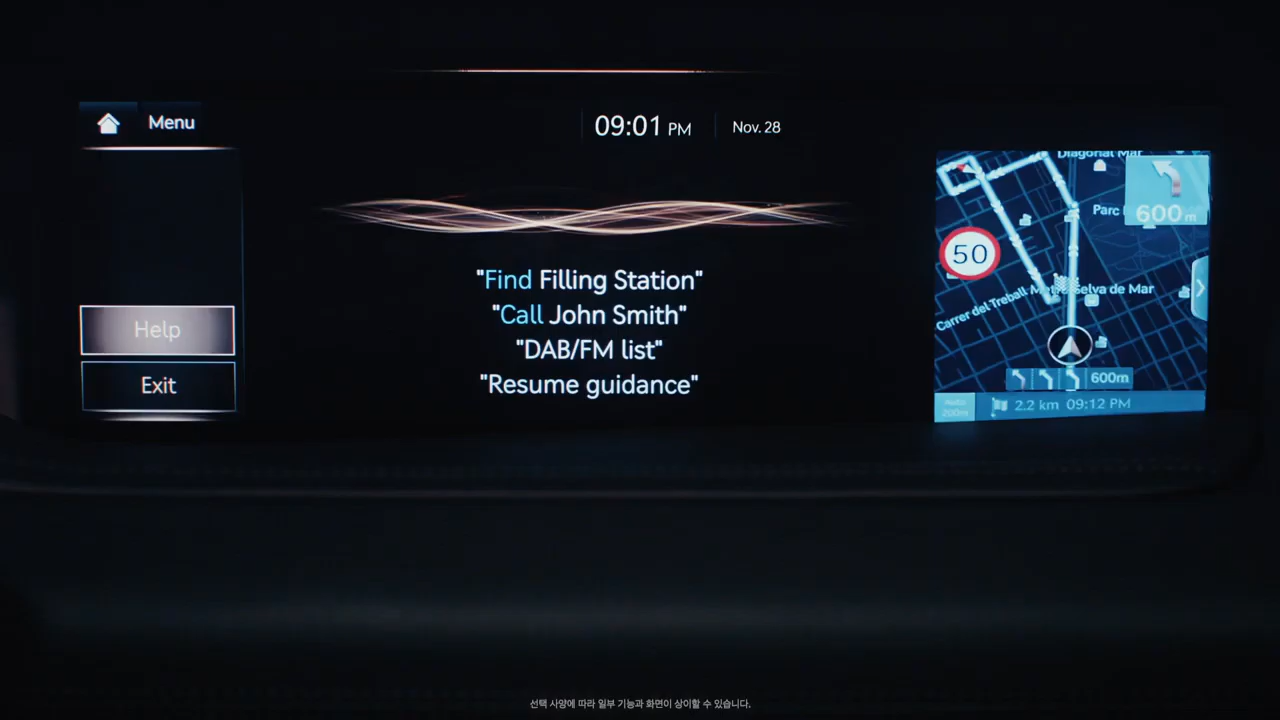 Menu
09:01 PM
Nov. 28
Help
Exit
"Find Filling Station"
"Call John Smith"
"DAB/FM list"
"Resume guidance"
Diagonal Mar
600 m
Parc
50
Selva de Mar
Carrer del Treball
600m
Auto
200m
2.2 km 09:12 PM
선택 사양에 따라 일부 기능과 화면이 상이할 수 있습니다.